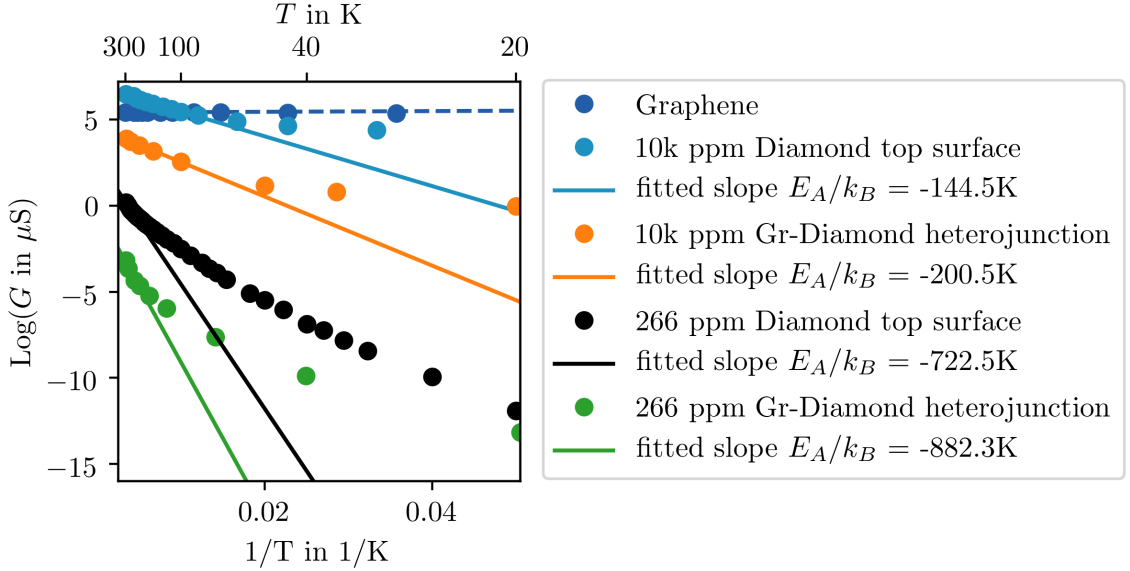 T in K
300 100 40 20
5
0
−5
−10
−15
Log(G in μS)
0.02 0.04
1/T in 1/K
Graphene
10k ppm Diamond top surface
fitted slope E_A/k_B = -144.5K
10k ppm Gr-Diamond heterojunction
fitted slope E_A/k_B = -200.5K
266 ppm Diamond top surface
fitted slope E_A/k_B = -722.5K
266 ppm Gr-Diamond heterojunction
fitted slope E_A/k_B = -882.3K